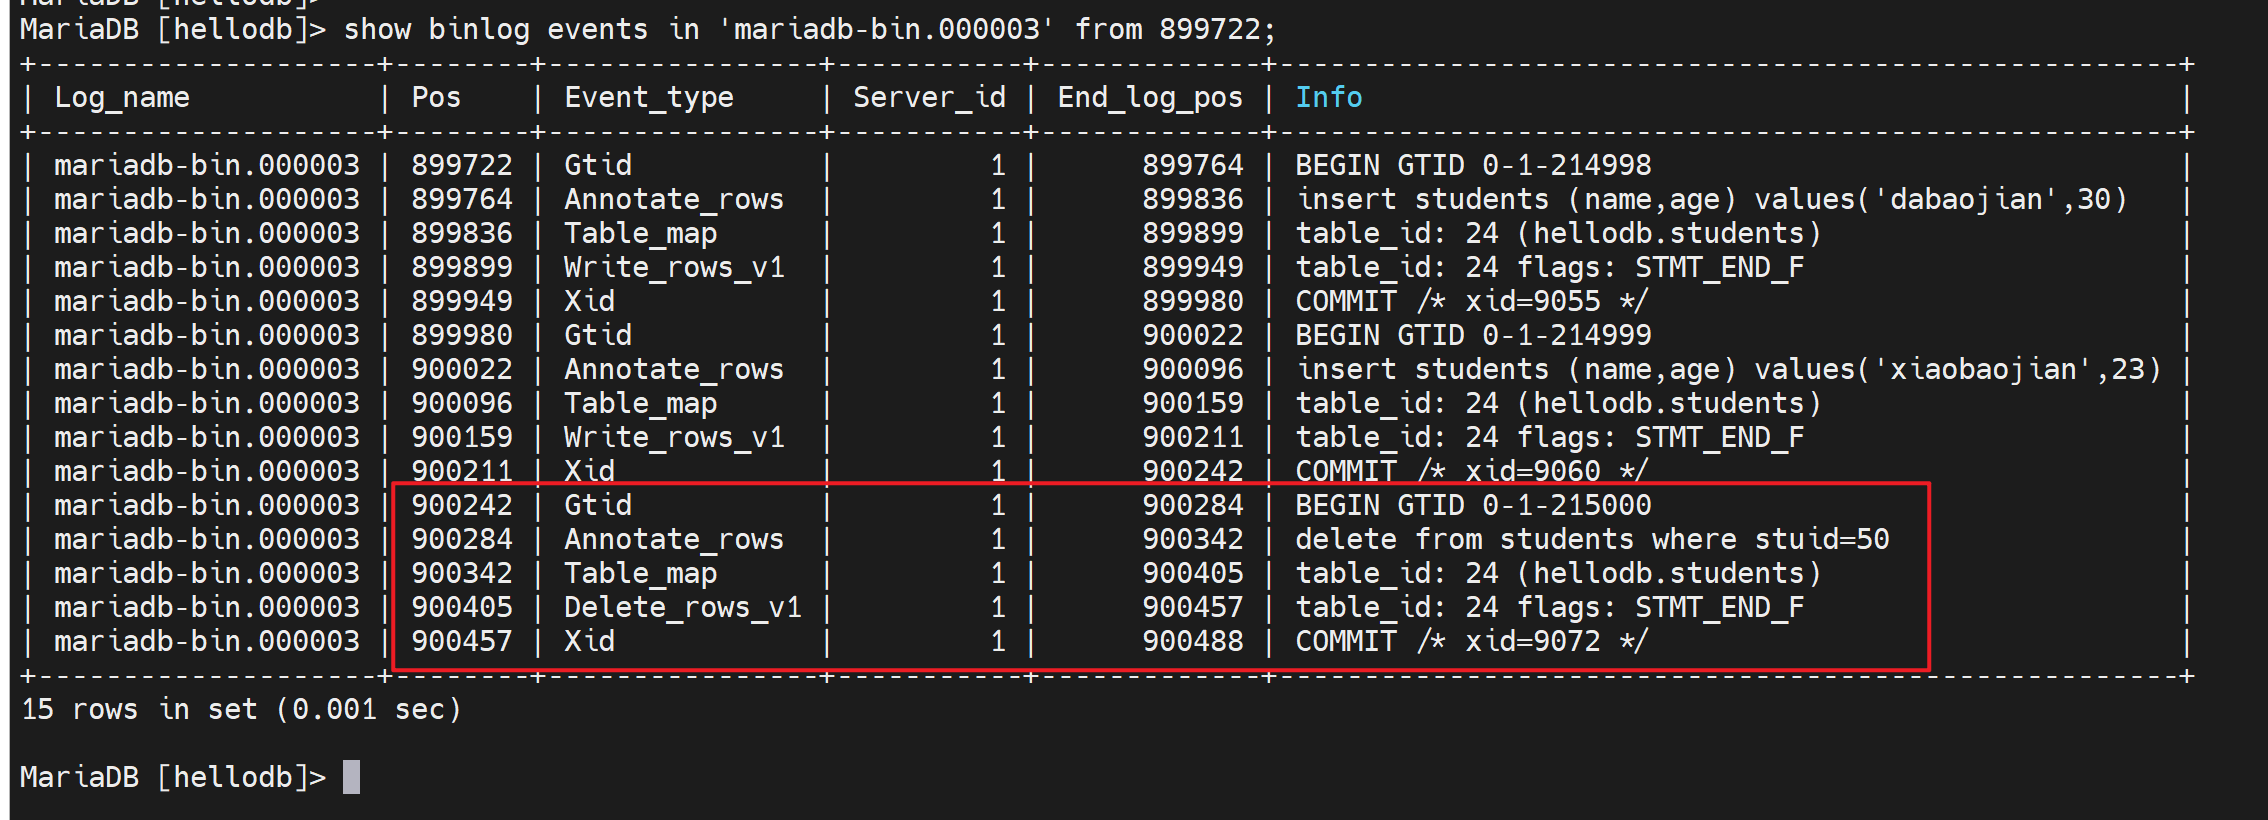 MariaDB [hellodb]>
MariaDB [hellodb]> show binlog events in 'mariadb-bin.000003' from 899722;
+--------------------+--------+----------------+-----------+-------------+-----------------------------------------------------+
| Log_name           | Pos    | Event_type     | Server_id | End_log_pos | Info                                                |
+--------------------+--------+----------------+-----------+-------------+-----------------------------------------------------+
| mariadb-bin.000003 | 899722 | Gtid           |         1 |      899764 | BEGIN GTID 0-1-214998                               |
| mariadb-bin.000003 | 899764 | Annotate_rows  |         1 |      899836 | insert students (name,age) values('dabaojian',30)   |
| mariadb-bin.000003 | 899836 | Table_map      |         1 |      899899 | table_id: 24 (hellodb.students)                     |
| mariadb-bin.000003 | 899899 | Write_rows_v1  |         1 |      899949 | table_id: 24 flags: STMT_END_F                      |
| mariadb-bin.000003 | 899949 | Xid            |         1 |      899980 | COMMIT /* xid=9055 */                               |
| mariadb-bin.000003 | 899980 | Gtid           |         1 |      900022 | BEGIN GTID 0-1-214999                               |
| mariadb-bin.000003 | 900022 | Annotate_rows  |         1 |      900096 | insert students (name,age) values('xiaobaojian',23) |
| mariadb-bin.000003 | 900096 | Table_map      |         1 |      900159 | table_id: 24 (hellodb.students)                     |
| mariadb-bin.000003 | 900159 | Write_rows_v1  |         1 |      900211 | table_id: 24 flags: STMT_END_F                      |
| mariadb-bin.000003 | 900211 | Xid            |         1 |      900242 | COMMIT /* xid=9060 */                               |
| mariadb-bin.000003 | 900242 | Gtid           |         1 |      900284 | BEGIN GTID 0-1-215000                               |
| mariadb-bin.000003 | 900284 | Annotate_rows  |         1 |      900342 | delete from students where stuid=50                 |
| mariadb-bin.000003 | 900342 | Table_map      |         1 |      900405 | table_id: 24 (hellodb.students)                     |
| mariadb-bin.000003 | 900405 | Delete_rows_v1 |         1 |      900457 | table_id: 24 flags: STMT_END_F                      |
| mariadb-bin.000003 | 900457 | Xid            |         1 |      900488 | COMMIT /* xid=9072 */                               |
+--------------------+--------+----------------+-----------+-------------+-----------------------------------------------------+
15 rows in set (0.001 sec)
MariaDB [hellodb]>